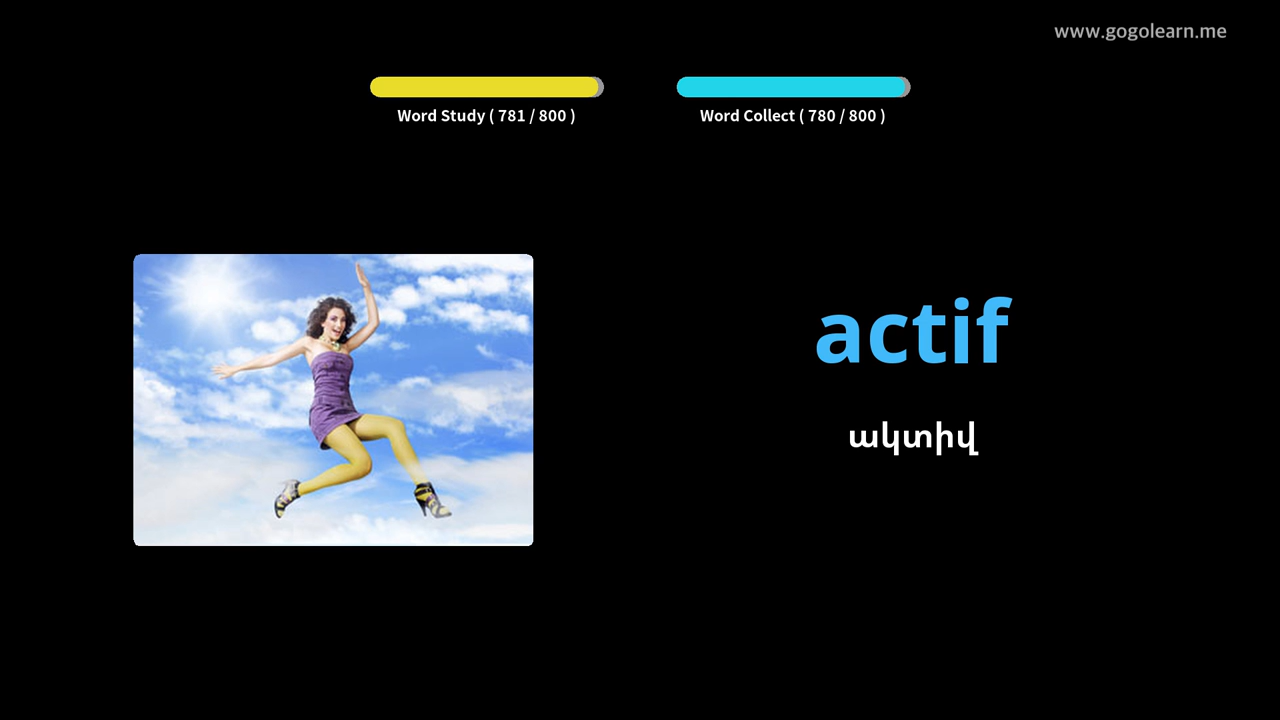 www.gogolearn.me
Word Study ( 781 / 800 )
Word Collect ( 780 / 800 )
actif
ակտիվ